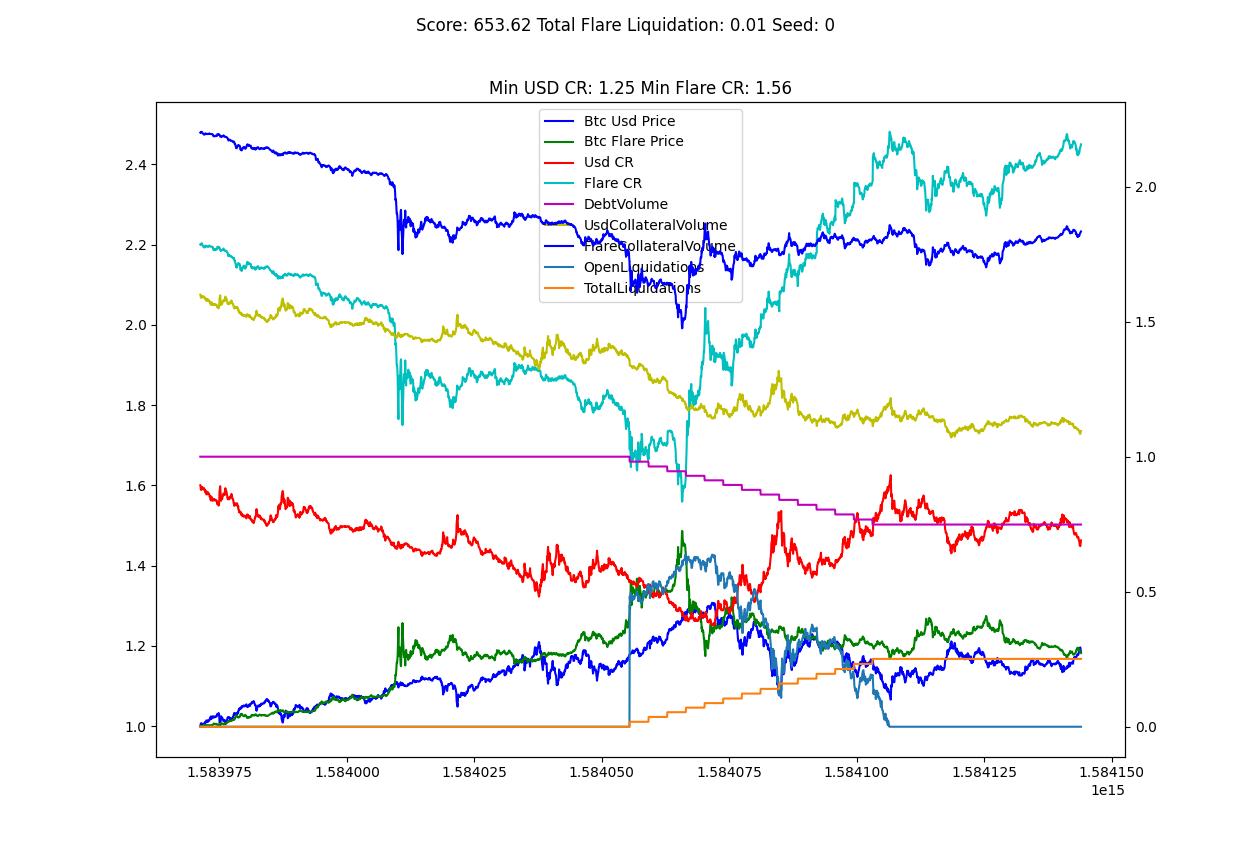 Score: 653.62 Total Flare Liquidation: 0.01 Seed: 0
Min USD CR: 1.25 Min Flare CR: 1.56
Btc Usd Price
Btc Flare Price
Usd CR
Flare CR
DebtVolume
UsdCollateralVolume
FlareCollateralVolume
OpenLiquidations
TotalLiquidations
2.4
2.2
2.0
1.8
1.6
1.4
1.2
1.0
2.0
1.5
1.0
0.5
0.0
1.583975 1.584000 1.584025 1.584050 1.584075 1.584100 1.584125 1.584150
1e15